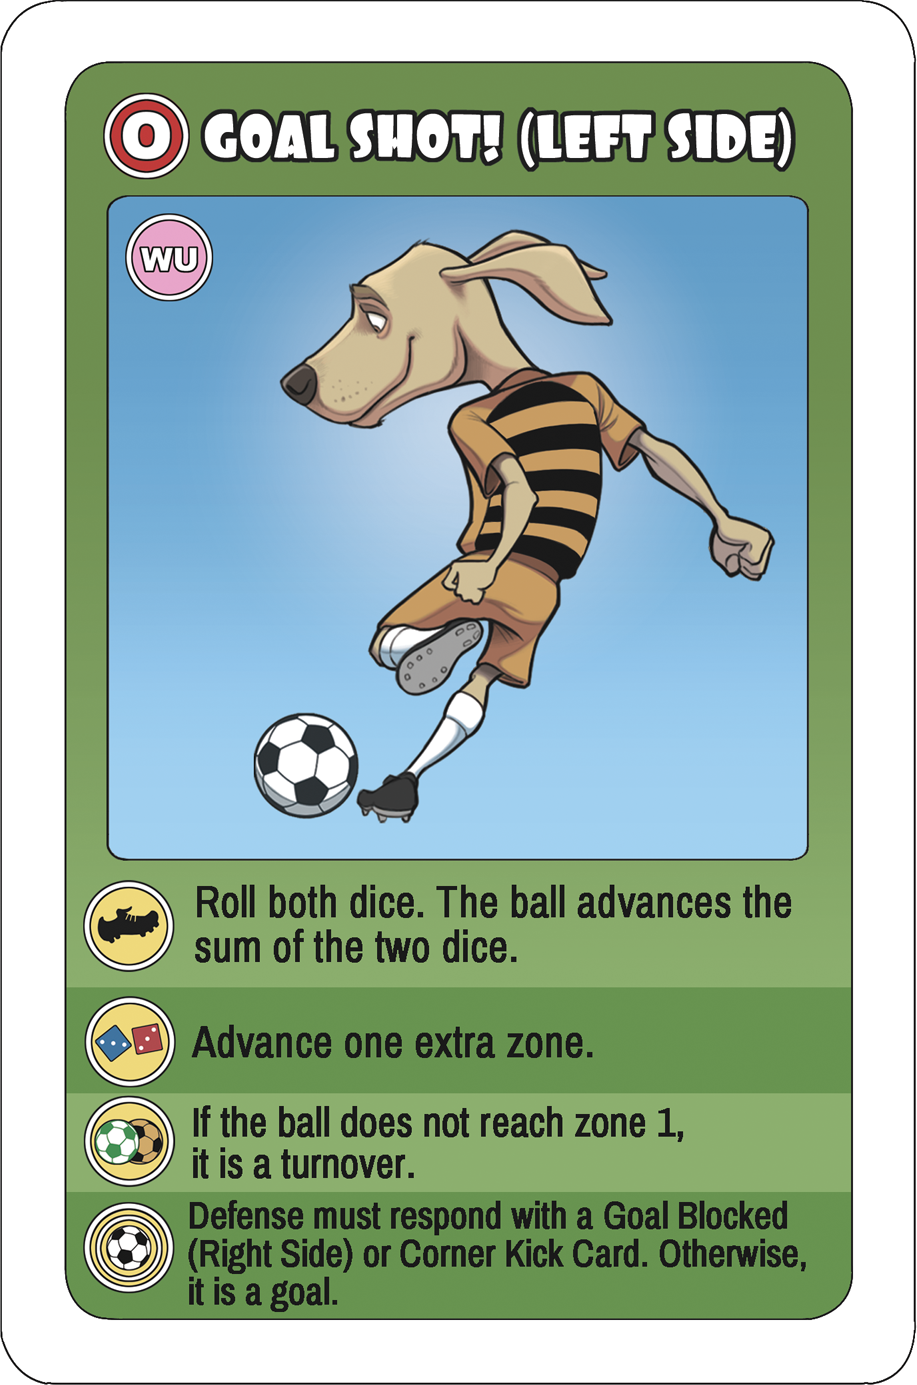 O GOAL SHOT! (LEFT SIDE)
WU
Roll both dice. The ball advances the
sum of the two dice.
Advance one extra zone.
If the ball does not reach zone 1,
it is a turnover.
Defense must respond with a Goal Blocked
(Right Side) or Corner Kick Card. Otherwise,
it is a goal.